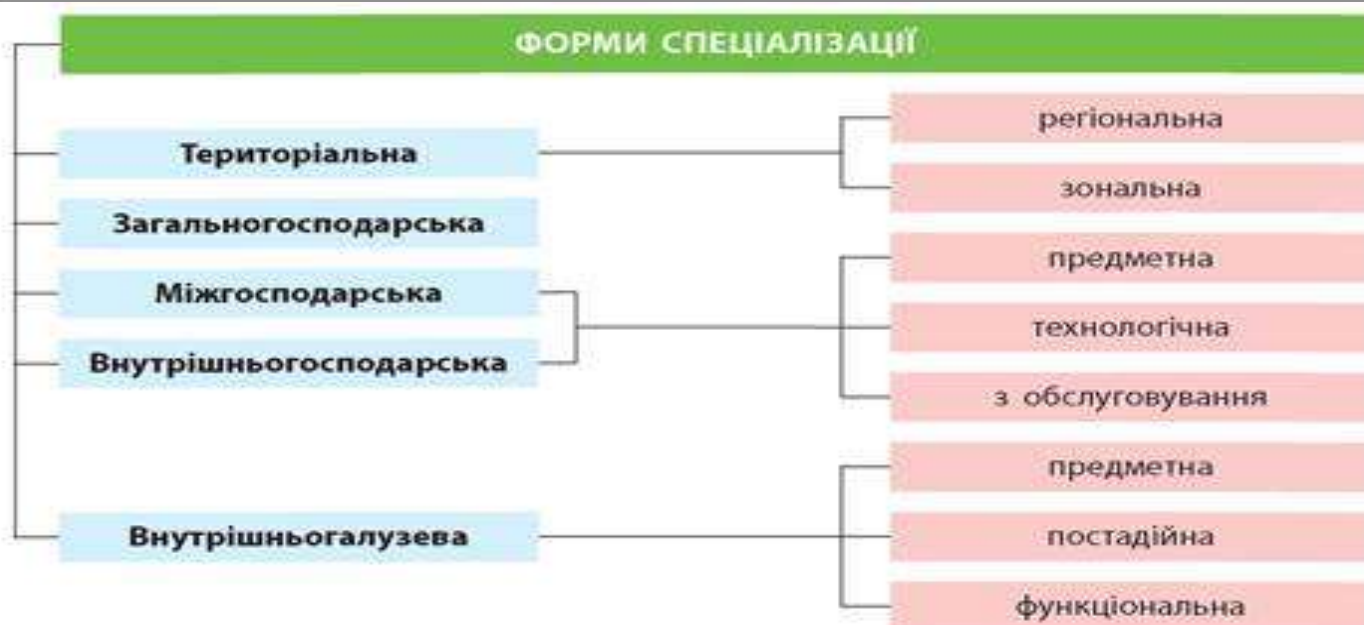 ФОРМИ СПЕЦІАЛІЗАЦІЇ
Територіальна
регіональна
зональна
Загальногосподарська
Міжгосподарська
Внутрішньогосподарська
предметна
технологічна
з обслуговування
Внутрішньогалузева
предметна
постадійна
функціональна